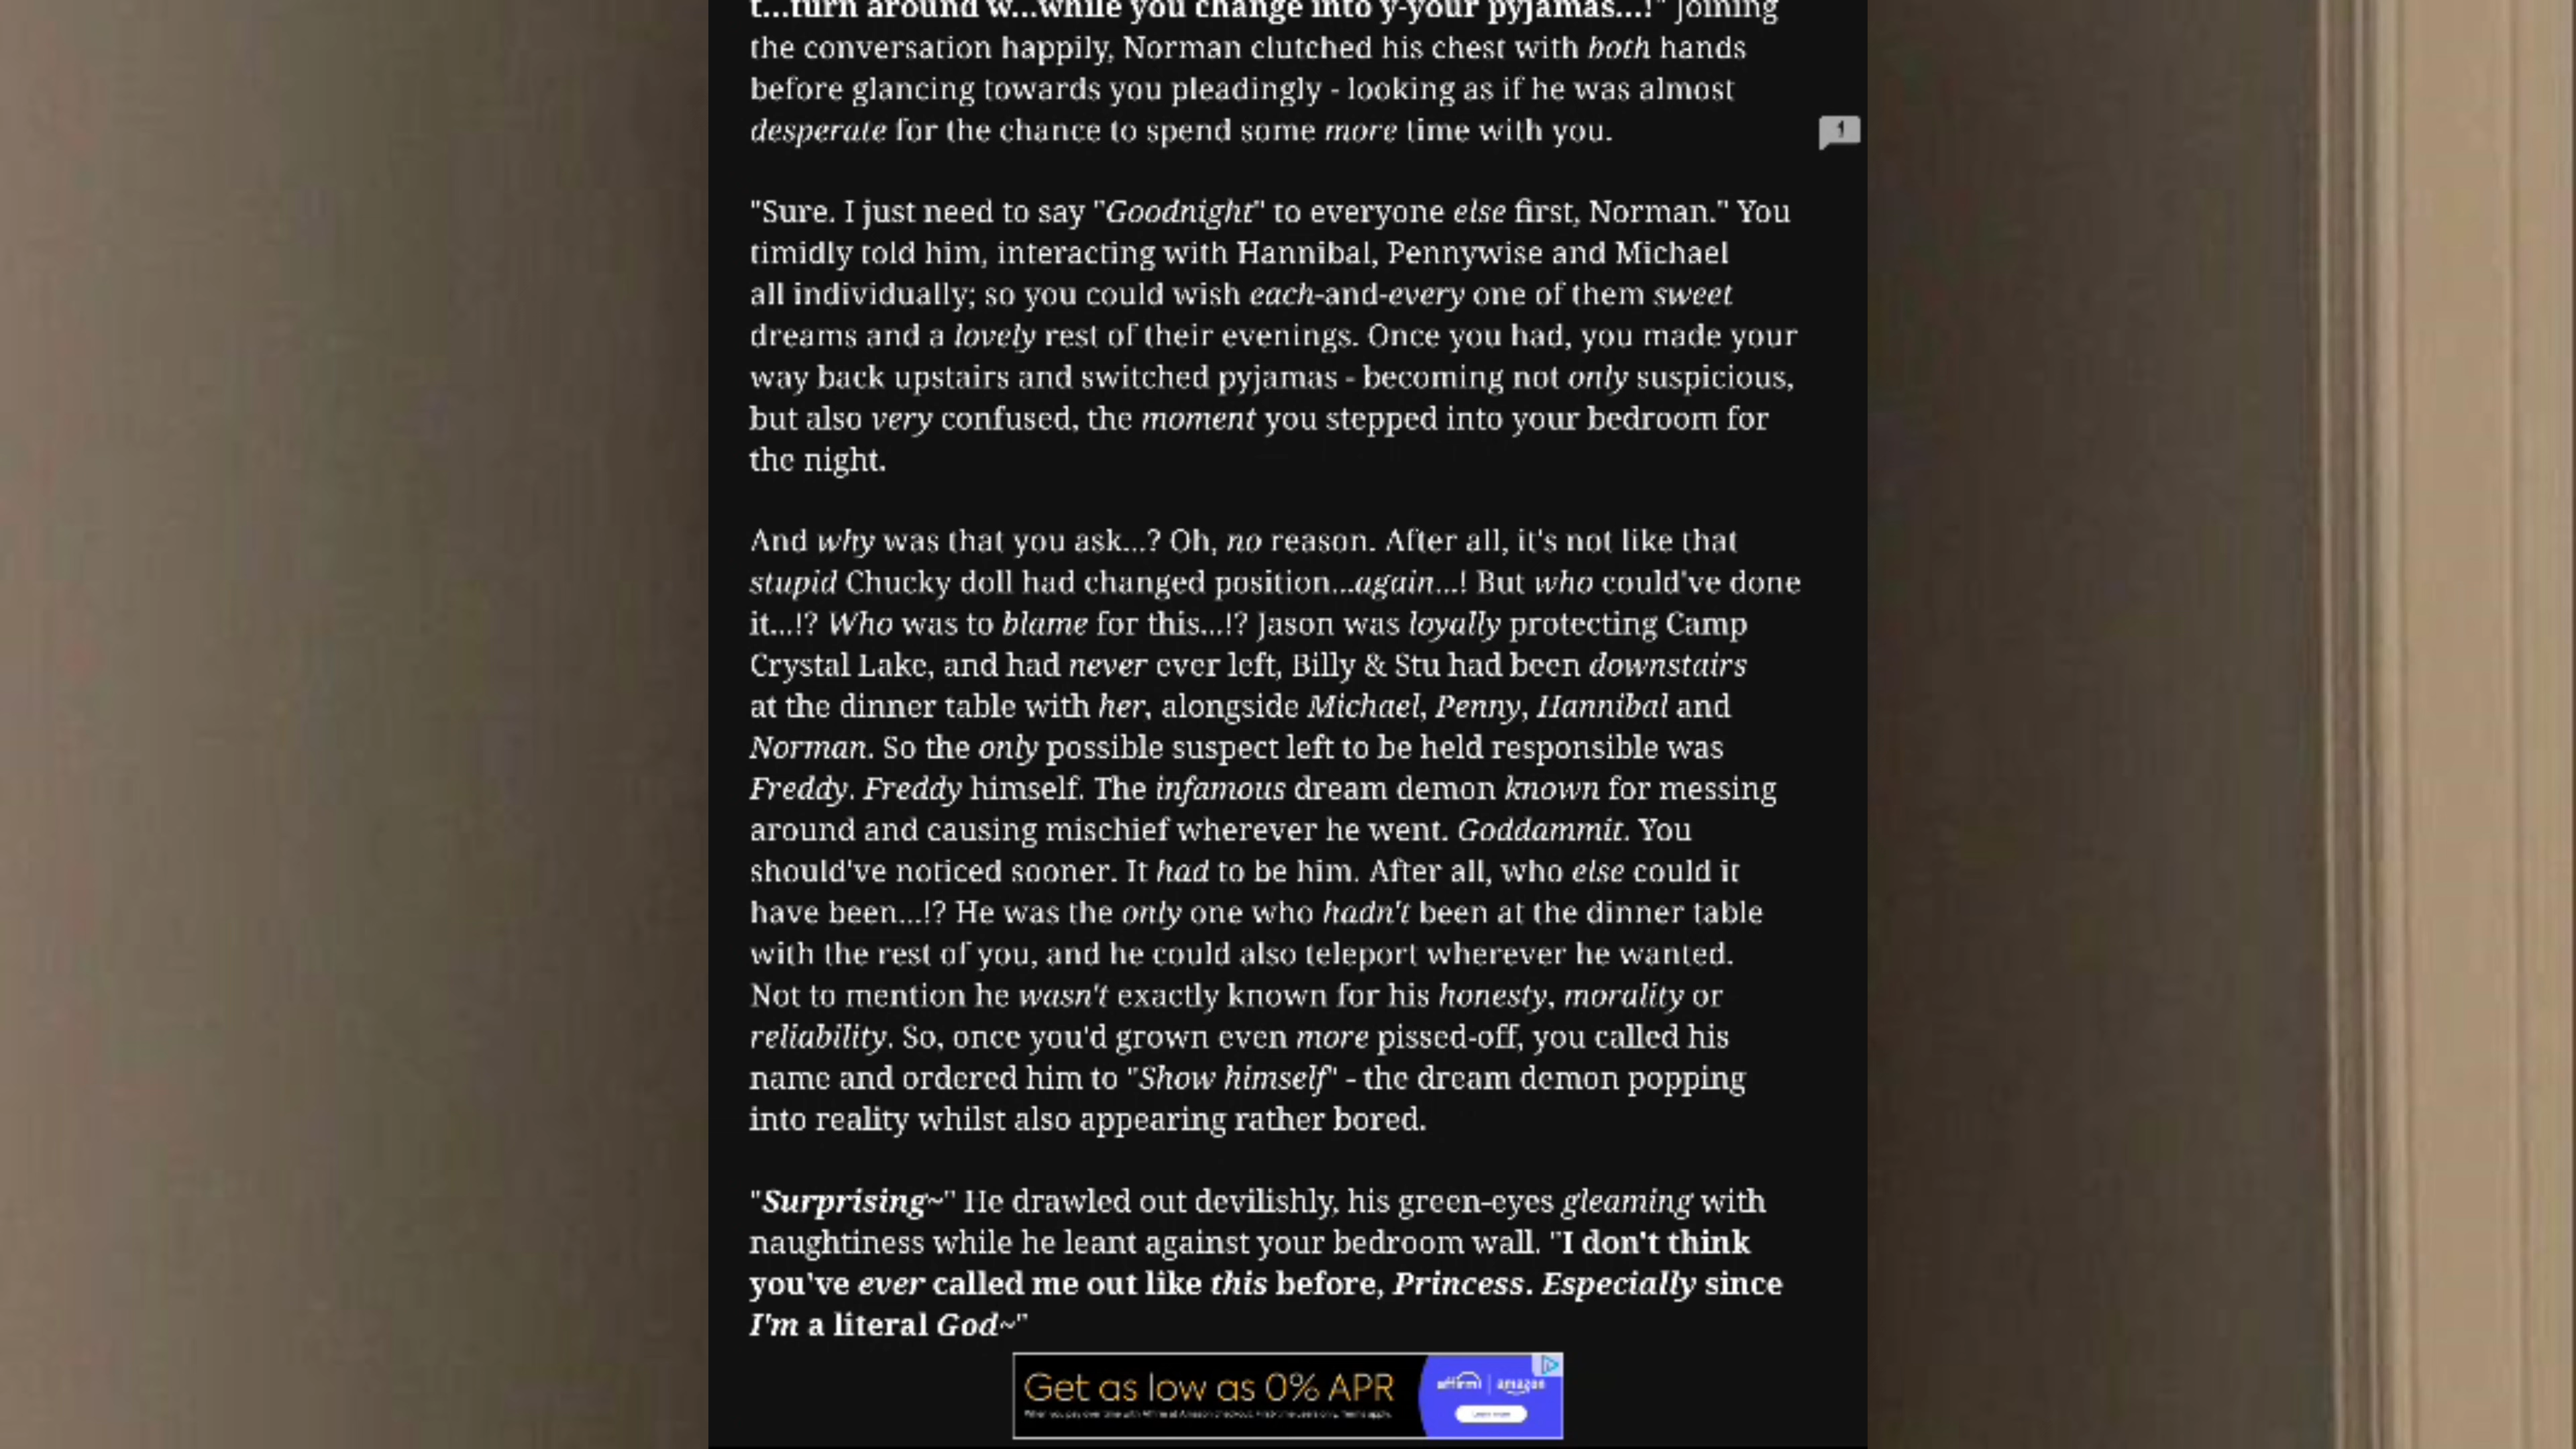 t...turn around w...while you change into y-your pyjamas...!" Joining
the conversation happily, Norman clutched his chest with both hands
before glancing towards you pleadingly - looking as if he was almost
desperate for the chance to spend some more time with you.
1
"Sure. I just need to say "Goodnight" to everyone else first, Norman." You
timidly told him, interacting with Hannibal, Pennywise and Michael
all individually; so you could wish each-and-every one of them sweet
dreams and a lovely rest of their evenings. Once you had, you made your
way back upstairs and switched pyjamas - becoming not only suspicious,
but also very confused, the moment you stepped into your bedroom for
the night.
And why was that you ask...? Oh, no reason. After all, it's not like that
stupid Chucky doll had changed position...again...! But who could've done
it...!? Who was to blame for this...!? Jason was loyally protecting Camp
Crystal Lake, and had never ever left, Billy & Stu had been downstairs
at the dinner table with her, alongside Michael, Penny, Hannibal and
Norman. So the only possible suspect left to be held responsible was
Freddy. Freddy himself. The infamous dream demon known for messing
around and causing mischief wherever he went. Goddammit. You
should've noticed sooner. It had to be him. After all, who else could it
have been...!? He was the only one who hadn't been at the dinner table
with the rest of you, and he could also teleport wherever he wanted.
Not to mention he wasn't exactly known for his honesty, morality or
reliability. So, once you'd grown even more pissed-off, you called his
name and ordered him to "Show himself" - the dream demon popping
into reality whilst also appearing rather bored.
"Surprising~" He drawled out devilishly, his green-eyes gleaming with
naughtiness while he leant against your bedroom wall. "I don't think
you've ever called me out like this before, Princess. Especially since
I'm a literal God~"
Get as low as 0% APR
affirm | amazon